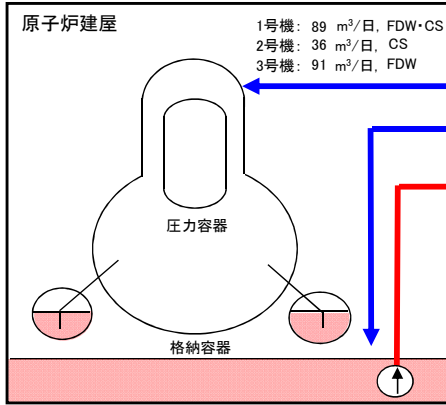 原子炉建屋
1号機: 89 m³/日, FDW・CS
2号機: 36 m³/日, CS
3号機: 91 m³/日, FDW
圧力容器
格納容器